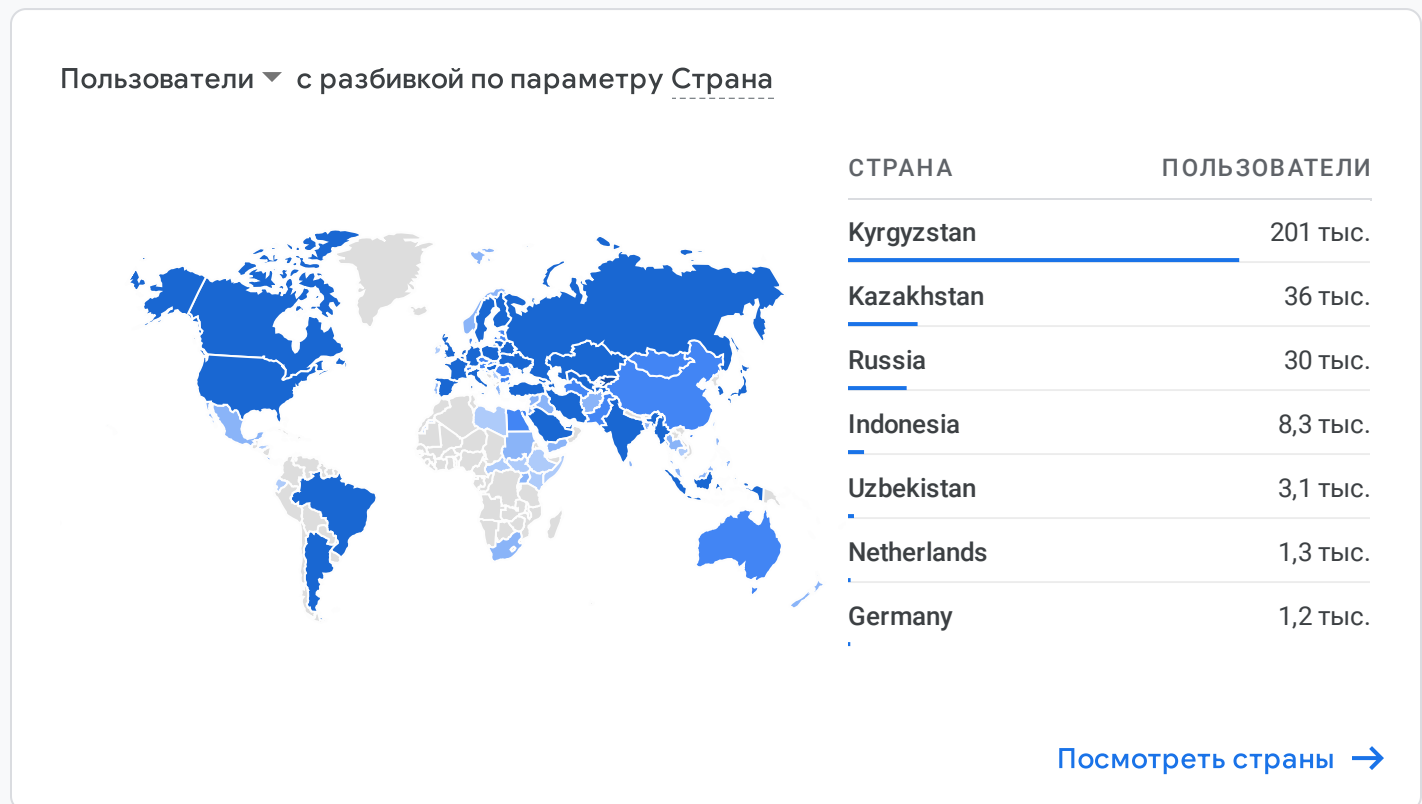 Пользователи с разбивкой по параметру Страна
СТРАНА ПОЛЬЗОВАТЕЛИ
Kyrgyzstan 201 тыс.
Kazakhstan 36 тыс.
Russia 30 тыс.
Indonesia 8,3 тыс.
Uzbekistan 3,1 тыс.
Netherlands 1,3 тыс.
Germany 1,2 тыс.
Посмотреть страны